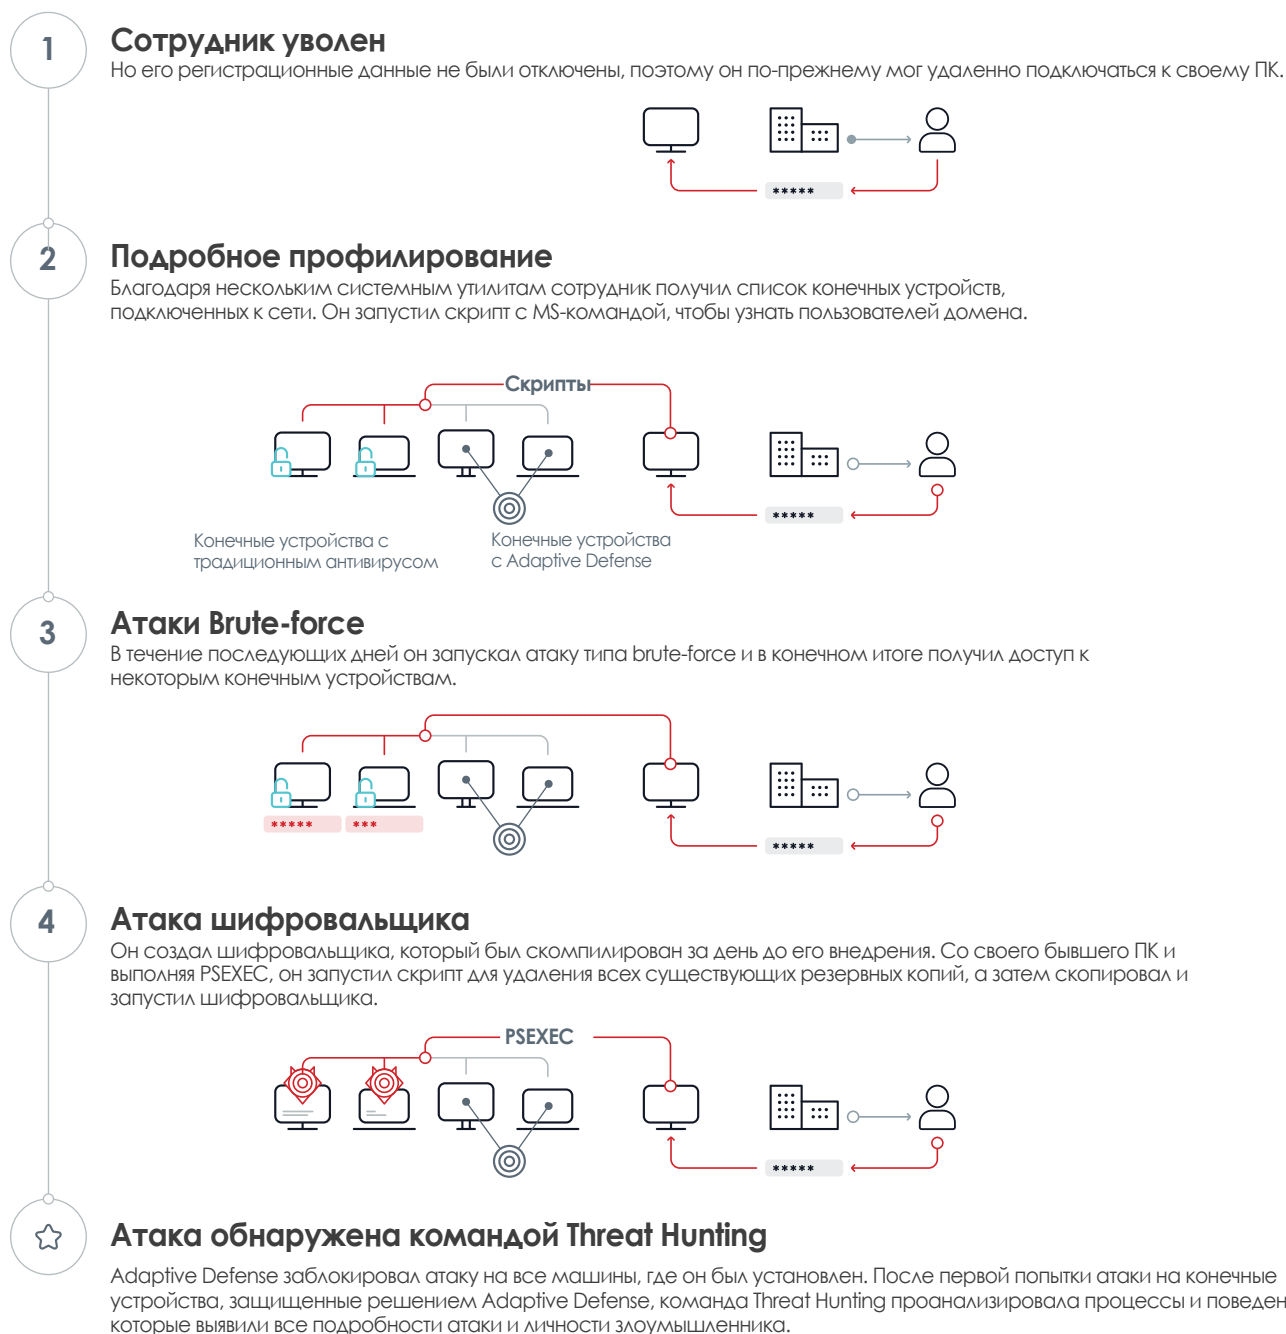 1
Сотрудник уволен
Но его регистрационные данные не были отключены, поэтому он по-прежнему мог удаленно подключаться к своему ПК.
*****
2
Подробное профилирование
Благодаря нескольким системным утилитам сотрудник получил список конечных устройств,
подключенных к сети. Он запустил скрипт с MS-командой, чтобы узнать пользователей домена.
Скрипты
*****
Конечные устройства с
традиционным антивирусом
Конечные устройства
с Adaptive Defense
3
Атаки Brute-force
В течение последующих дней он запускал атаку типа brute-force и в конечном итоге получил доступ к
некоторым конечным устройствам.
***** ***
*****
4
Атака шифровальщика
Он создал шифровальщика, который был скомпилирован за день до его внедрения. Со своего бывшего ПК и
выполняя PSEXEC, он запустил скрипт для удаления всех существующих резервных копий, а затем скопировал и
запустил шифровальщика.
PSEXEC
*****
Атака обнаружена командой Threat Hunting
Adaptive Defense заблокировал атаку на все машины, где он был установлен. После первой попытки атаки на конечные
устройства, защищенные решением Adaptive Defense, команда Threat Hunting проанализировала процессы и
которые выявили все подробности атаки и личности злоумышленника.